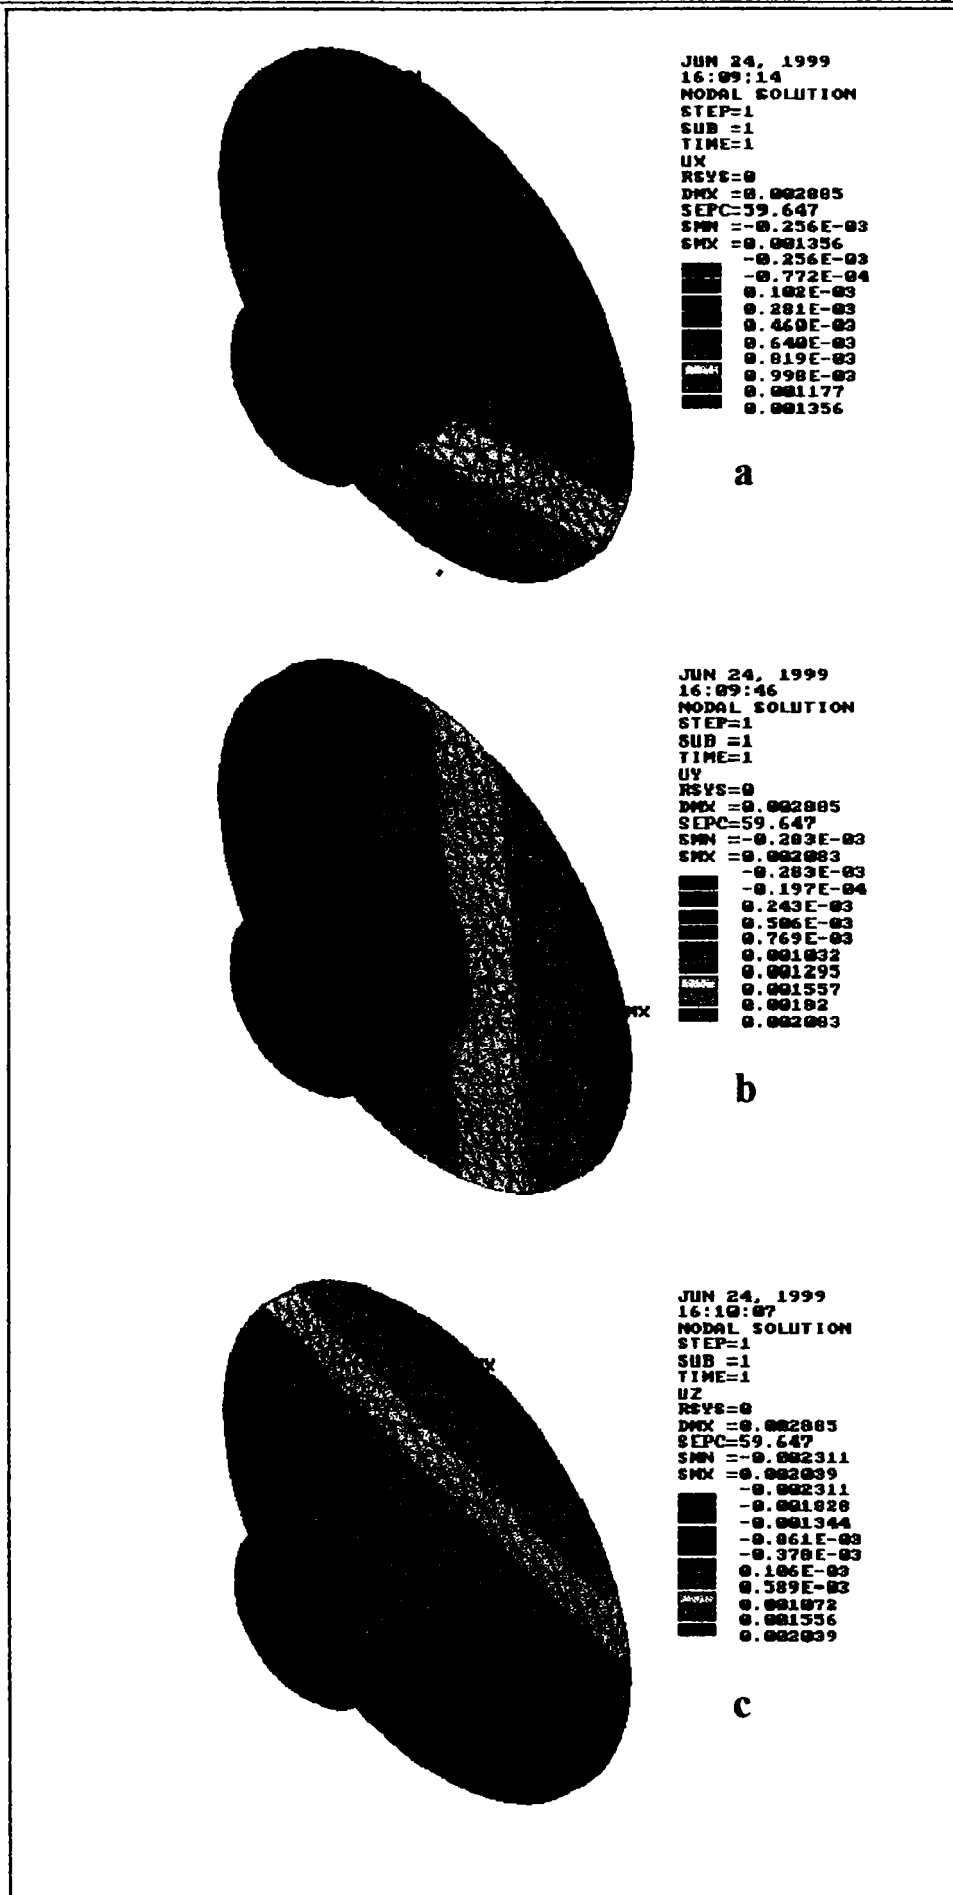 JUN 24, 1999
16:09:14
NODAL SOLUTION
STEP=1
SUB =1
TIME=1
UX
RSYS=0
DMX =0.002885
SEPC=59.647
SMN =-0.256E-03
SMX =0.001356
-0.256E-03
-0.772E-04
0.102E-03
0.281E-03
0.460E-03
0.640E-03
0.819E-03
0.998E-03
0.001177
0.001356
a
JUN 24, 1999
16:09:46
NODAL SOLUTION
STEP=1
SUB =1
TIME=1
UY
RSYS=0
DMX =0.002885
SEPC=59.647
SMN =-0.283E-03
SMX =0.002083
-0.283E-03
-0.197E-04
0.243E-03
0.506E-03
0.769E-03
0.001032
0.001295
0.001557
0.00182
0.002083
MX
b
JUN 24, 1999
16:10:07
NODAL SOLUTION
STEP=1
SUB =1
TIME=1
UZ
RSYS=0
DMX =0.002885
SEPC=59.647
SMN =-0.002311
SMX =0.002039
-0.002311
-0.001828
-0.001344
-0.861E-03
-0.378E-03
0.106E-03
0.589E-03
0.001072
0.001556
0.002039
c